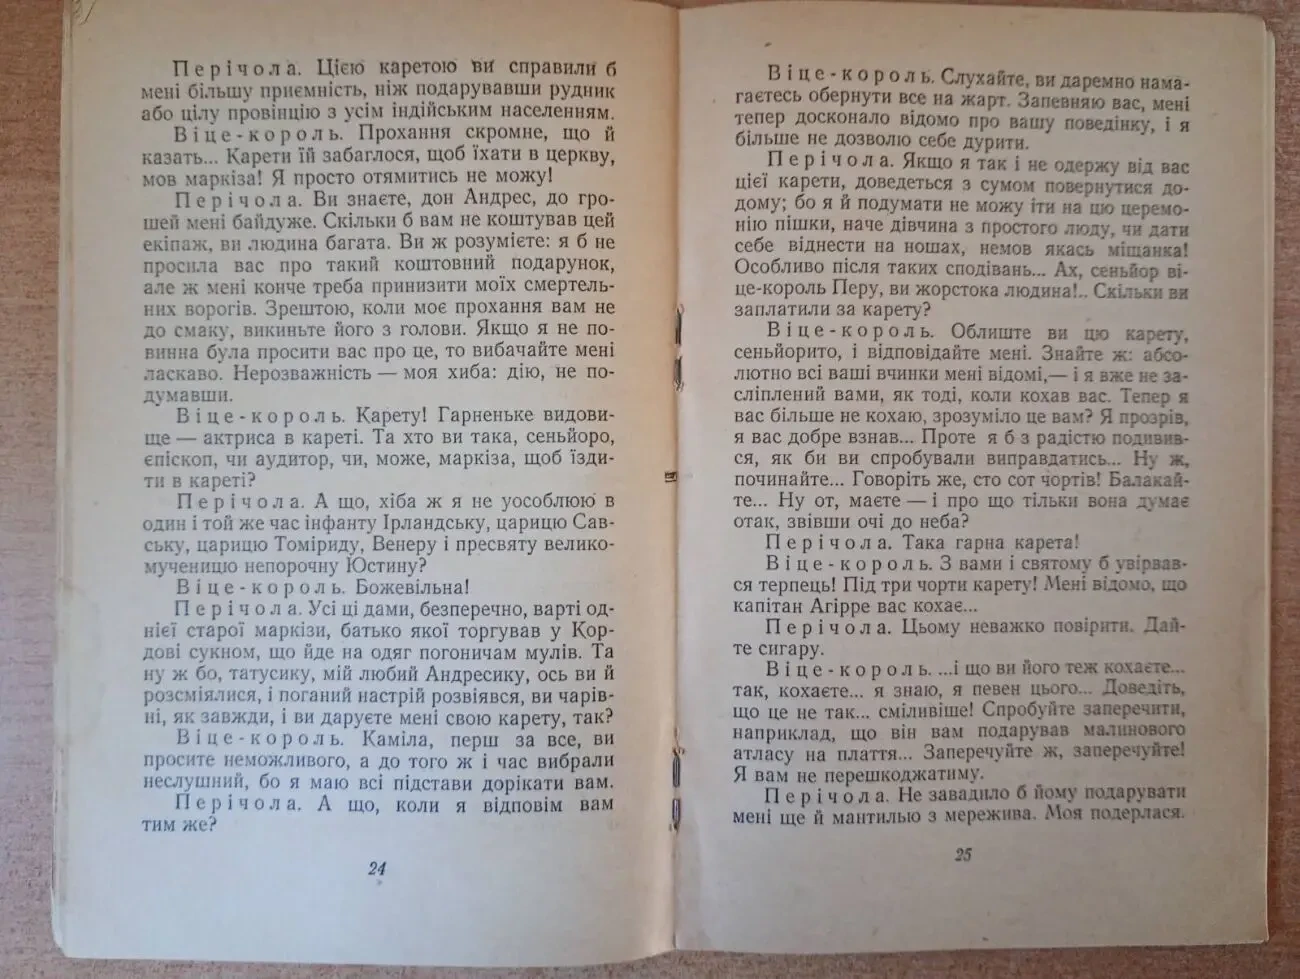 Перічола. Цією каретою ви справили б
мені більшу приємність, ніж подарувавши рудник
або цілу провінцію з усім індійським населенням.
Віце-король. Прохання скромне, що й
казать... Карети їй забаглося, щоб їхати в церкву,
мов маркіза! Я просто отямитись не можу!
Перічола. Ви знаєте, дон Андрес, до гро-
шей мені байдуже. Скільки б вам не коштував цей
екіпаж, ви людина багата. Ви ж розумієте: я б не
просила вас про такий коштовний подарунок,
але ж мені конче треба принизити моїх смертель-
них ворогів. Зрештою, коли моє прохання вам не
до смаку, викиньте його з голови. Якщо я не по-
винна була просити вас про це, то вибачайте мені
ласкаво. Нерозважність — моя хиба: дію, не по-
думавши.
Віце-король. Карету! Гарненьке видови-
ще — актриса в кареті. Та хто ви така, сеньйоро,
єпіскоп, чи аудитор, чи, може, маркіза, щоб їзди-
ти в кареті?
Перічола. А що, хіба ж я не уособлюю в
один і той же час інфанту Ірландську, царицю Сав-
ську, царицю Томіриду, Венеру і пресвяту велико-
мученицю непорочну Юстину?
Віце-король. Божевільна!
Перічола. Усі ці дами, безперечно, варті од-
нієї старої маркізи, батько якої торгував у Кор-
дові сукном, що йде на одяг погоничам мулів. Та
ну ж бо, татусику, мій любий Андресику, ось ви й
розсміялися, і поганий настрій розвіявся, ви чарів-
ні, як завжди, і ви даруєте мені свою карету, так?
Віце-король. Каміла, перш за все, ви
просите неможливого, а до того ж і час вибрали
неслушний, бо я маю всі підстави дорікати вам.
Перічола. А що, коли я відповім вам
тим же?
24
Віце-король. Слухайте, ви даремно нама-
гаєтесь обернути все на жарт. Запевняю вас, мені
тепер досконало відомо про вашу поведінку, і я
більше не дозволю себе дурити.
Перічола. Якщо я так і не одержу від вас
цієї карети, доведеться з сумом повернутися до-
дому; бо я й подумати не можу іти на цю церемо-
нію пішки, наче дівчина з простого люду, чи дати
себе віднести на ношах, немов якась міщанка!
Особливо після таких сподівань... Ах, сеньйор ві-
це-король Перу, ви жорстока людина!.. Скільки ви
заплатили за карету?
Віце-король. Облиште ви цю карету,
сеньйорито, і відповідайте мені. Знайте ж: абсо-
лютно всі ваші вчинки мені відомі,— і я вже не за-
сліплений вами, як тоді, коли кохав вас. Тепер я
вас більше не кохаю, зрозуміло це вам? Я прозрів,
я вас добре взнав... Проте я б з радістю подивив-
ся, як би ви спробували виправдатись... Ну ж,
починайте... Говоріть же, сто сот чортів! Балакай-
те... Ну от, маєте — і про що тільки вона думає
отак, звівши очі до неба?
Перічола. Така гарна карета!
Віце-король. З вами і святому б увірвав-
ся терпець! Під три чорти карету! Мені відомо, що
капітан Агірре вас кохає...
Перічола. Цьому неважко повірити. Дай-
те сигару.
Віце-король. ...і що ви його теж кохаєте...
так, кохаєте... я знаю, я певен цього... Доведіть,
що це не так... сміливіше! Спробуйте заперечити,
наприклад, що він вам подарував малинового
атласу на плаття... Заперечуйте ж, заперечуйте!
Я вам не перешкоджатиму.
Перічола. Не завадило б йому подарувати
мені ще й мантилью з мережива. Моя подерлася.
25